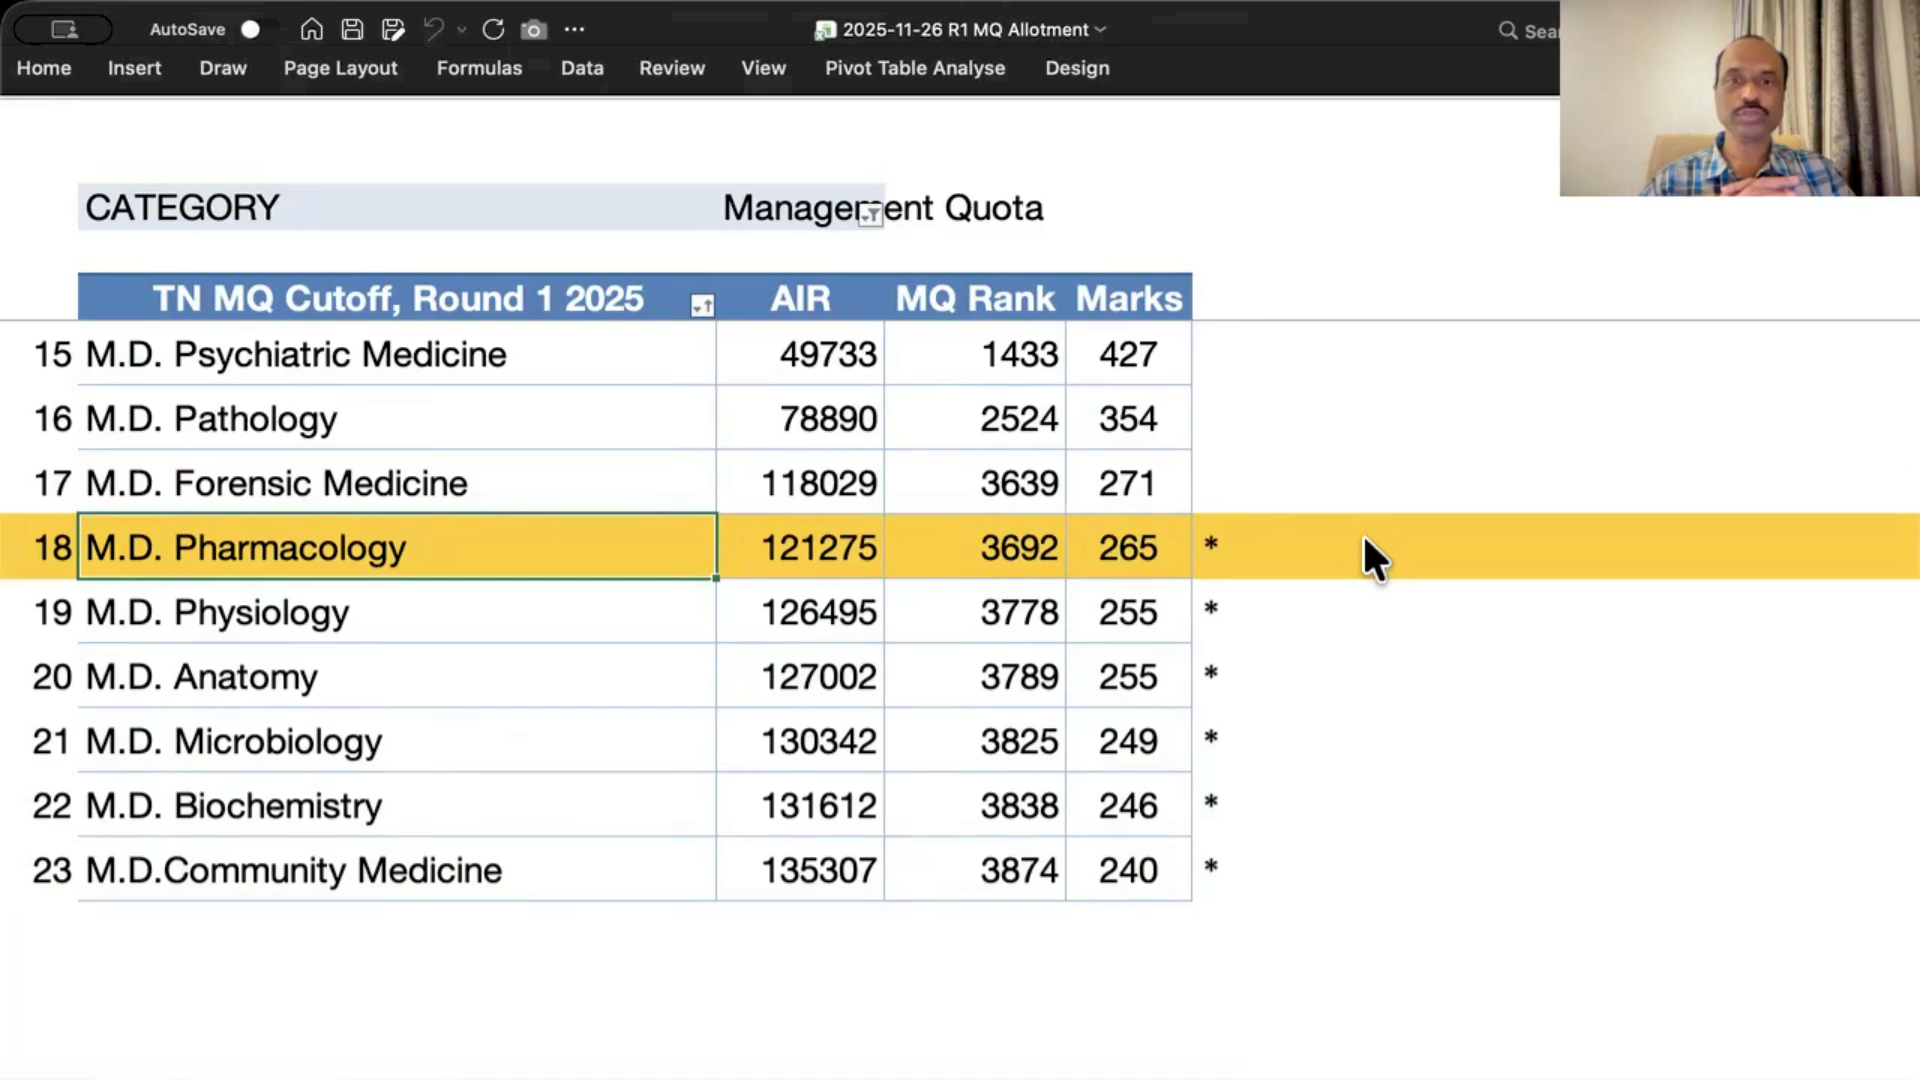 AutoSave
2025-11-26 R1 MQ Allotment
Home Insert Draw Page Layout Formulas Data Review View Pivot Table Analyse Design
CATEGORY Management Quota
TN MQ Cutoff, Round 1 2025 AIR MQ Rank Marks
15 M.D. Psychiatric Medicine 49733 1433 427
16 M.D. Pathology 78890 2524 354
17 M.D. Forensic Medicine 118029 3639 271
18 M.D. Pharmacology 121275 3692 265 *
19 M.D. Physiology 126495 3778 255 *
20 M.D. Anatomy 127002 3789 255 *
21 M.D. Microbiology 130342 3825 249 *
22 M.D. Biochemistry 131612 3838 246 *
23 M.D.Community Medicine 135307 3874 240 *